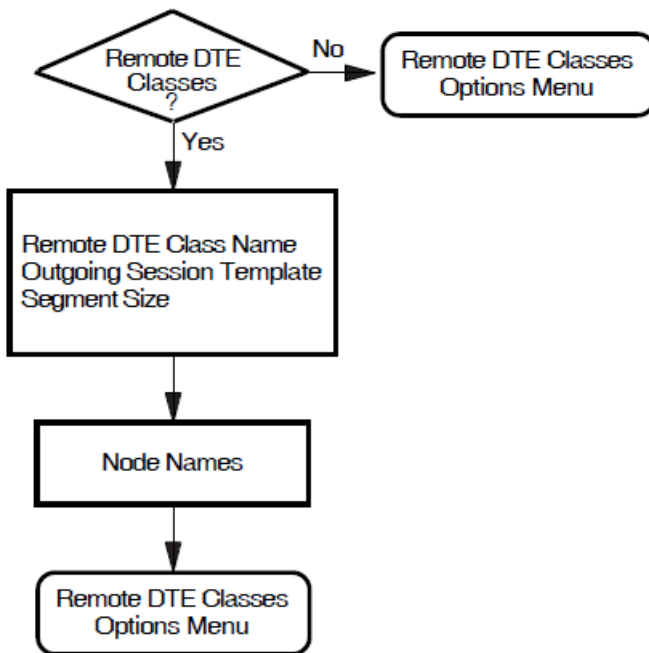 Remote DTE
Classes
?
No
Remote DTE Classes
Options Menu
Yes
Remote DTE Class Name
Outgoing Session Template
Segment Size
Node Names
Remote DTE Classes
Options Menu